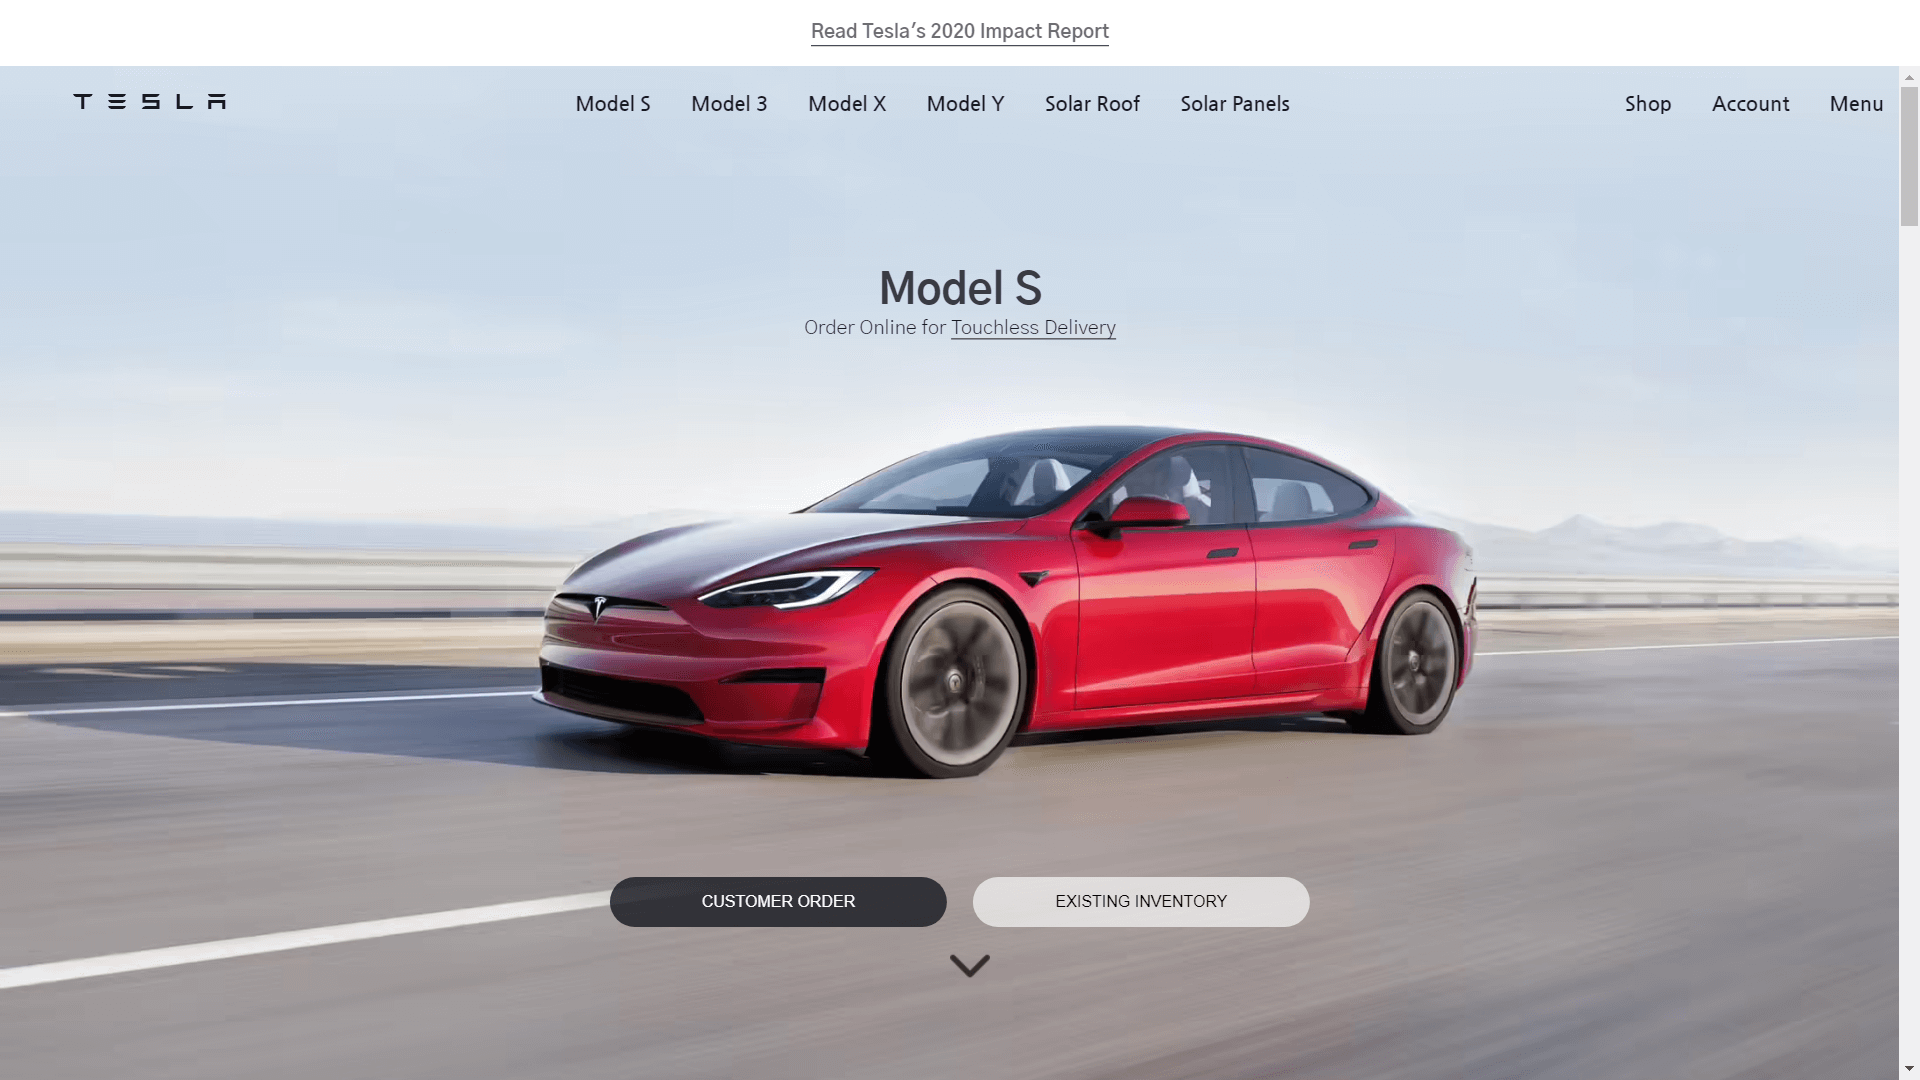 Read Tesla's 2020 Impact Report
TESLA Model S Model 3 Model X Model Y Solar Roof Solar Panels Shop Account Menu
Model S
Order Online for Touchless Delivery
CUSTOMER ORDER EXISTING INVENTORY